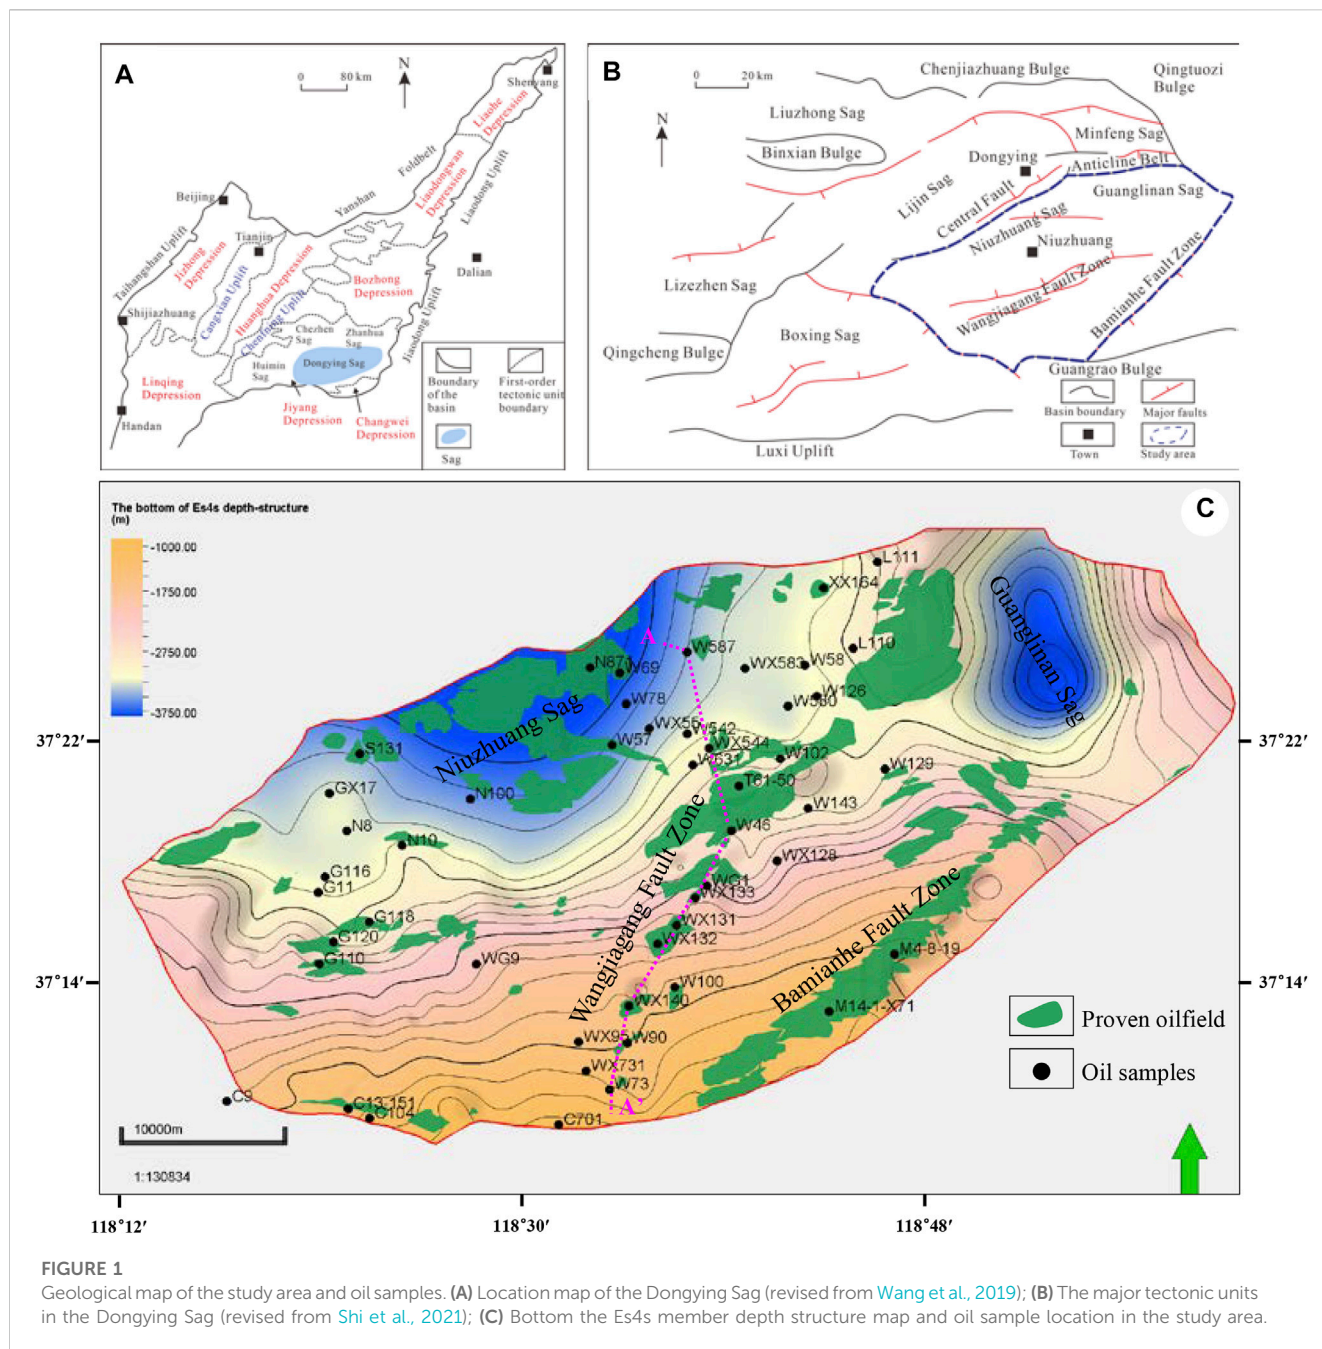 A
0 80 km
N
Shenyang
Liaohe
Depression
Foldbelt
Liaodongwan
Depression
Liaodong Uplift
Yanshan
Beijing
Tianjin
Taihangshan Uplift
Jizhong
Depression
Cangxian Uplift
Huanghua Depression
Chenning Uplift
Bozhong
Depression
Dalian
Jiaodong Uplift
Shijiazhuang
Chezhen
Sag
Zhanhua
Sag
Dongying Sag
Huimin
Sag
Linqing
Depression
Jiyang
Depression
Changwei
Depression
Handan
Boundary
of the
basin
First-order
tectonic unit
boundary
Sag
B
0 20 km
N
Chenjiazhuang Bulge
Qingtuozi
Bulge
Liuzhong Sag
Binxian Bulge
Minfeng Sag
Dongying
Anticline Belt
Lijin Sag
Central Fault
Guanglinan Sag
Niuzhuang Sag
Niuzhuang
Lizezhen Sag
Wangjiagang Fault Zone
Bamianhe Fault Zone
Boxing Sag
Qingcheng Bulge
Guangrao Bulge
Luxi Uplift
Basin boundary
Major faults
Town
Study area
C
The bottom of Es4s depth-structure
(m)
-1000.00
-1750.00
-2750.00
-3750.00
L111
XX164
Guanglinan Sag
A
W587
L110
N871
W69
WX583
W58
W78
W126
W580
Niuzhuang Sag
WX55
W542
W57
WX544
37°22′
37°22′
S131
W531
W102
W129
GX17
N100
T61-50
W143
N8
N10
W46
WX128
G116
G11
WG1
WX133
Wangjiagang Fault Zone
G118
WX131
G120
WX132
G110
WG9
Bamianhe Fault Zone
M4-8-19
37°14′
37°14′
W100
WX140
M14-1-X71
WX95
W90
WX731
W73
C9
C13-151
C104
A'
C701
Proven oilfield
Oil samples
10000m
1:130834
118°12′
118°30′
118°48′
FIGURE 1
Geological map of the study area and oil samples. (A) Location map of the Dongying Sag (revised from Wang et al., 2019); (B) The major tectonic units
in the Dongying Sag (revised from Shi et al., 2021); (C) Bottom the Es4s member depth structure map and oil sample location in the study area.